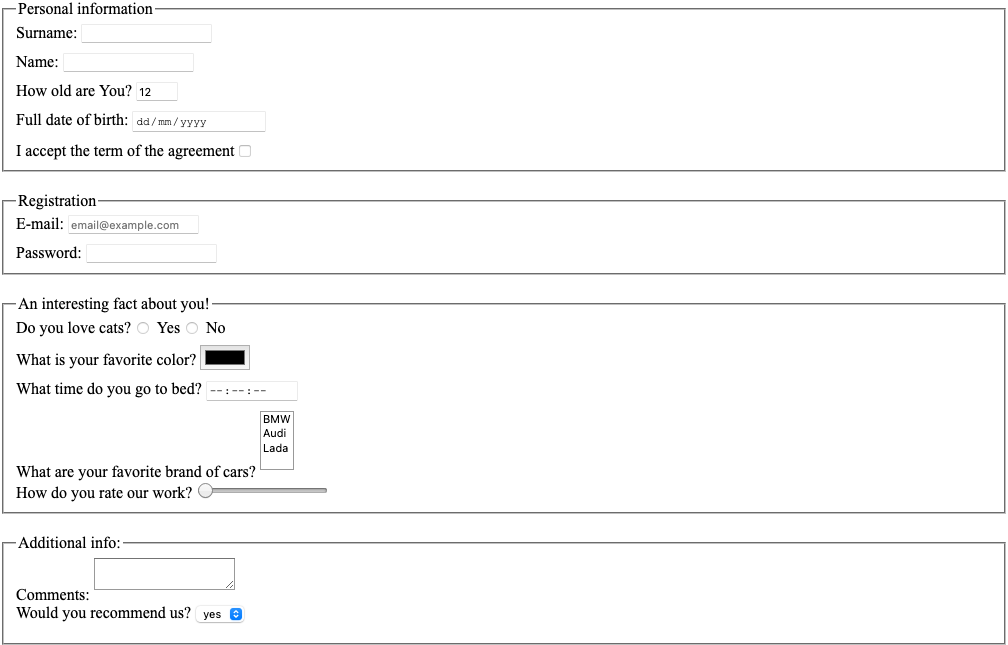 Personal information
Surname:
Name:
How old are You? 12
Full date of birth: dd/mm/yyyy
I accept the term of the agreement
Registration
E-mail: email@example.com
Password:
An interesting fact about you!
Do you love cats? Yes No
What is your favorite color?
What time do you go to bed? --:--:--
BMW
Audi
Lada
What are your favorite brand of cars?
How do you rate our work?
Additional info:
Comments:
Would you recommend us? yes